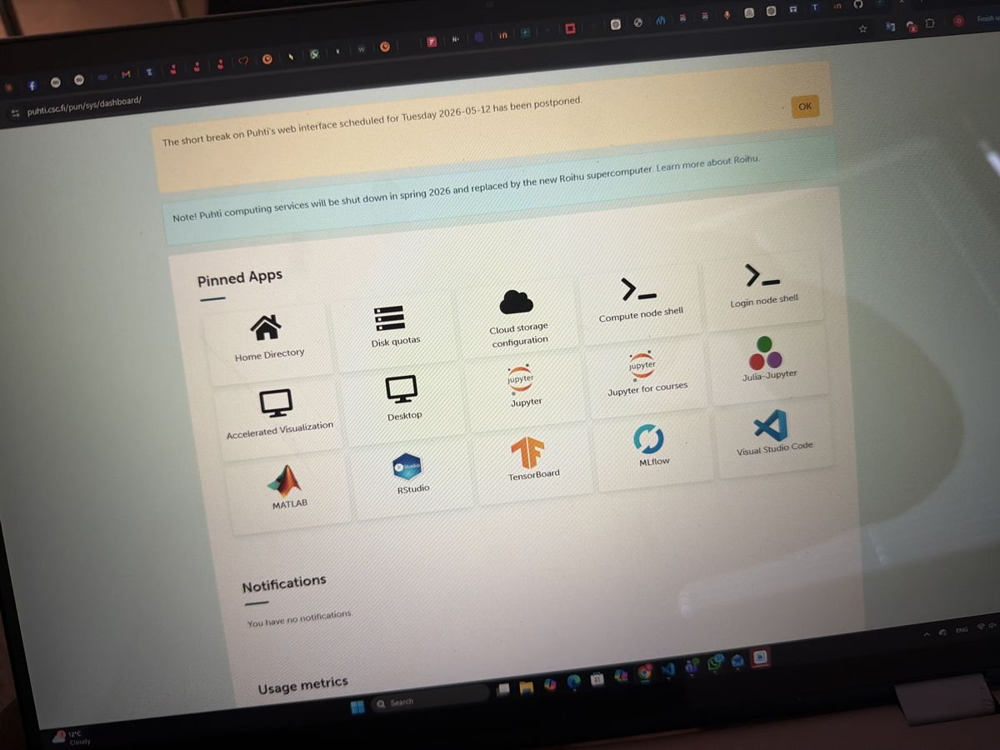 Finish u
puhti.csc.fi/pun/sys/dashboard/
The short break on Puhti's web interface scheduled for Tuesday 2026-05-12 has been postponed.
OK
Note! Puhti computing services will be shut down in spring 2026 and replaced by the new Roihu supercomputer. Learn more about Roihu.
Pinned Apps
Home Directory
Disk quotas
Cloud storage
configuration
Compute node shell
Login node shell
Accelerated Visualization
Desktop
jupyter
Jupyter
jupyter
Jupyter for courses
Julia-Jupyter
MATLAB
R Studio
RStudio
TensorBoard
MLflow
Visual Studio Code
Notifications
You have no notifications
Usage metrics
Search
ENG
12°C
Cloudy